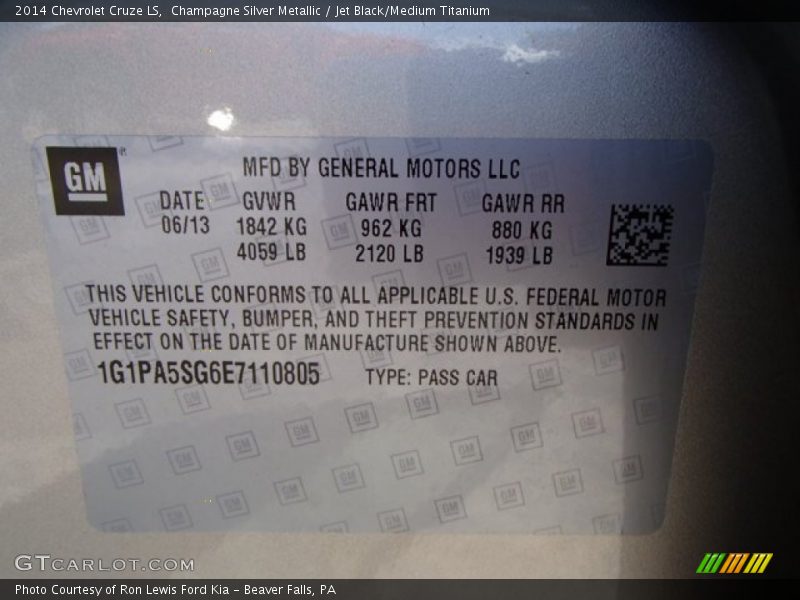 2014 Chevrolet Cruze LS,  Champagne Silver Metallic / Jet Black/Medium Titanium
GM
MFD BY GENERAL MOTORS LLC
DATE GVWR GAWR FRT GAWR RR
06/13 1842 KG 962 KG 880 KG
4059 LB 2120 LB 1939 LB
THIS VEHICLE CONFORMS TO ALL APPLICABLE U.S. FEDERAL MOTOR
VEHICLE SAFETY, BUMPER, AND THEFT PREVENTION STANDARDS IN
EFFECT ON THE DATE OF MANUFACTURE SHOWN ABOVE.
1G1PA5SG6E7110805 TYPE: PASS CAR
GTCARLOT.COM
Photo Courtesy of Ron Lewis Ford Kia – Beaver Falls, PA